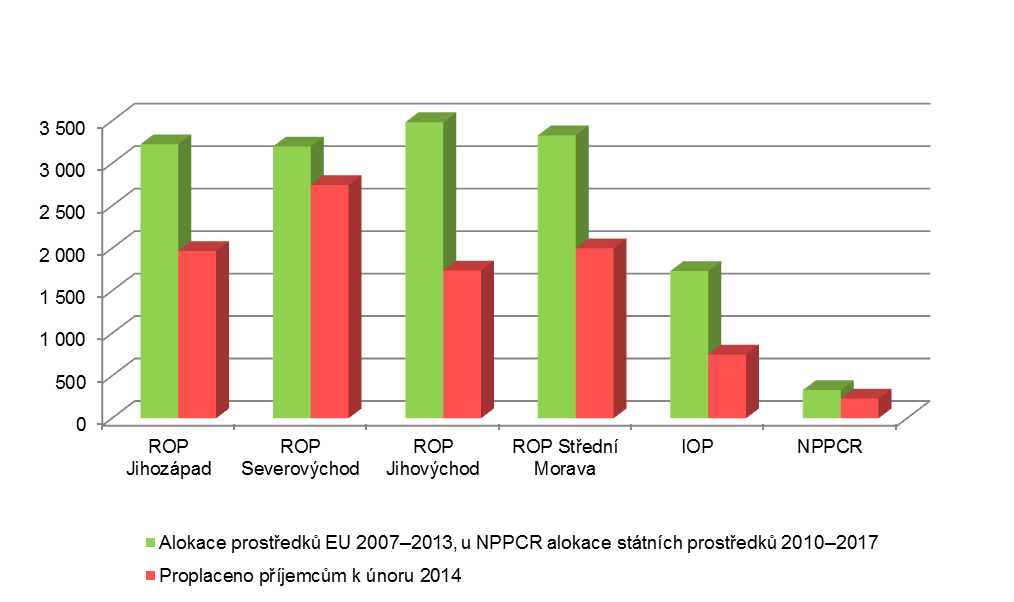 3 500
3 000
2 500
2 000
1 500
1 000
500
0
ROP Jihozápad
ROP Severovýchod
ROP Jihovýchod
ROP Střední Morava
IOP
NPPCR
Alokace prostředků EU 2007–2013, u NPPCR alokace státních prostředků 2010–2017
Proplaceno příjemcům k únoru 2014